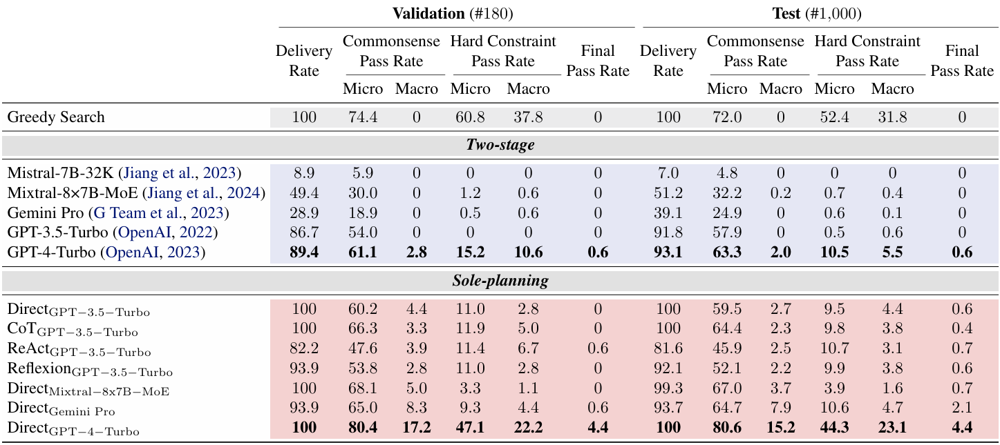 Validation (#180) Test (#1,000)
Delivery Rate Commonsense Pass Rate Hard Constraint Pass Rate Final Pass Rate Delivery Rate Commonsense Pass Rate Hard Constraint Pass Rate Final Pass Rate
Micro Macro Micro Macro Micro Macro Micro Macro
Greedy Search 100 74.4 0 60.8 37.8 0 100 72.0 0 52.4 31.8 0
Two-stage
Mistral-7B-32K (Jiang et al., 2023) 8.9 5.9 0 0 0 0 7.0 4.8 0 0 0 0
Mixtral-8×7B-MoE (Jiang et al., 2024) 49.4 30.0 0 1.2 0.6 0 51.2 32.2 0.2 0.7 0.4 0
Gemini Pro (G Team et al., 2023) 28.9 18.9 0 0.5 0.6 0 39.1 24.9 0 0.6 0.1 0
GPT-3.5-Turbo (OpenAI, 2022) 86.7 54.0 0 0 0 0 91.8 57.9 0 0.5 0.6 0
GPT-4-Turbo (OpenAI, 2023) 89.4 61.1 2.8 15.2 10.6 0.6 93.1 63.3 2.0 10.5 5.5 0.6
Sole-planning
Direct GPT−3.5−Turbo 100 60.2 4.4 11.0 2.8 0 100 59.5 2.7 9.5 4.4 0.6
CoT GPT−3.5−Turbo 100 66.3 3.3 11.9 5.0 0 100 64.4 2.3 9.8 3.8 0.4
ReAct GPT−3.5−Turbo 82.2 47.6 3.9 11.4 6.7 0.6 81.6 45.9 2.5 10.7 3.1 0.7
Reflexion GPT−3.5−Turbo 93.9 53.8 2.8 11.0 2.8 0 92.1 52.1 2.2 9.9 3.8 0.6
Direct Mixtral−8x7B−MoE 100 68.1 5.0 3.3 1.1 0 99.3 67.0 3.7 3.9 1.6 0.7
Direct Gemini Pro 93.9 65.0 8.3 9.3 4.4 0.6 93.7 64.7 7.9 10.6 4.7 2.1
Direct GPT−4−Turbo 100 80.4 17.2 47.1 22.2 4.4 100 80.6 15.2 44.3 23.1 4.4